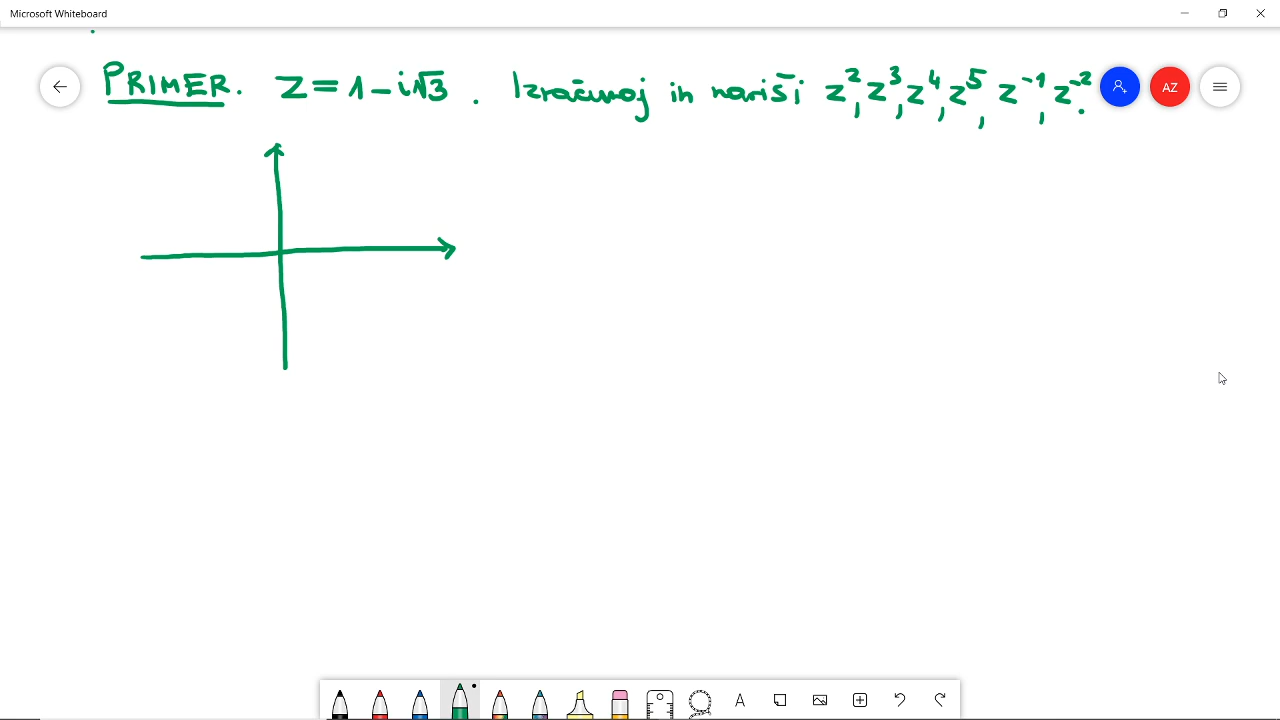 Microsoft Whiteboard
PRIMER. z = 1 - i√3. Izračunaj in nariši z², z³, z⁴, z⁵, z⁻¹, z⁻².
AZ
A